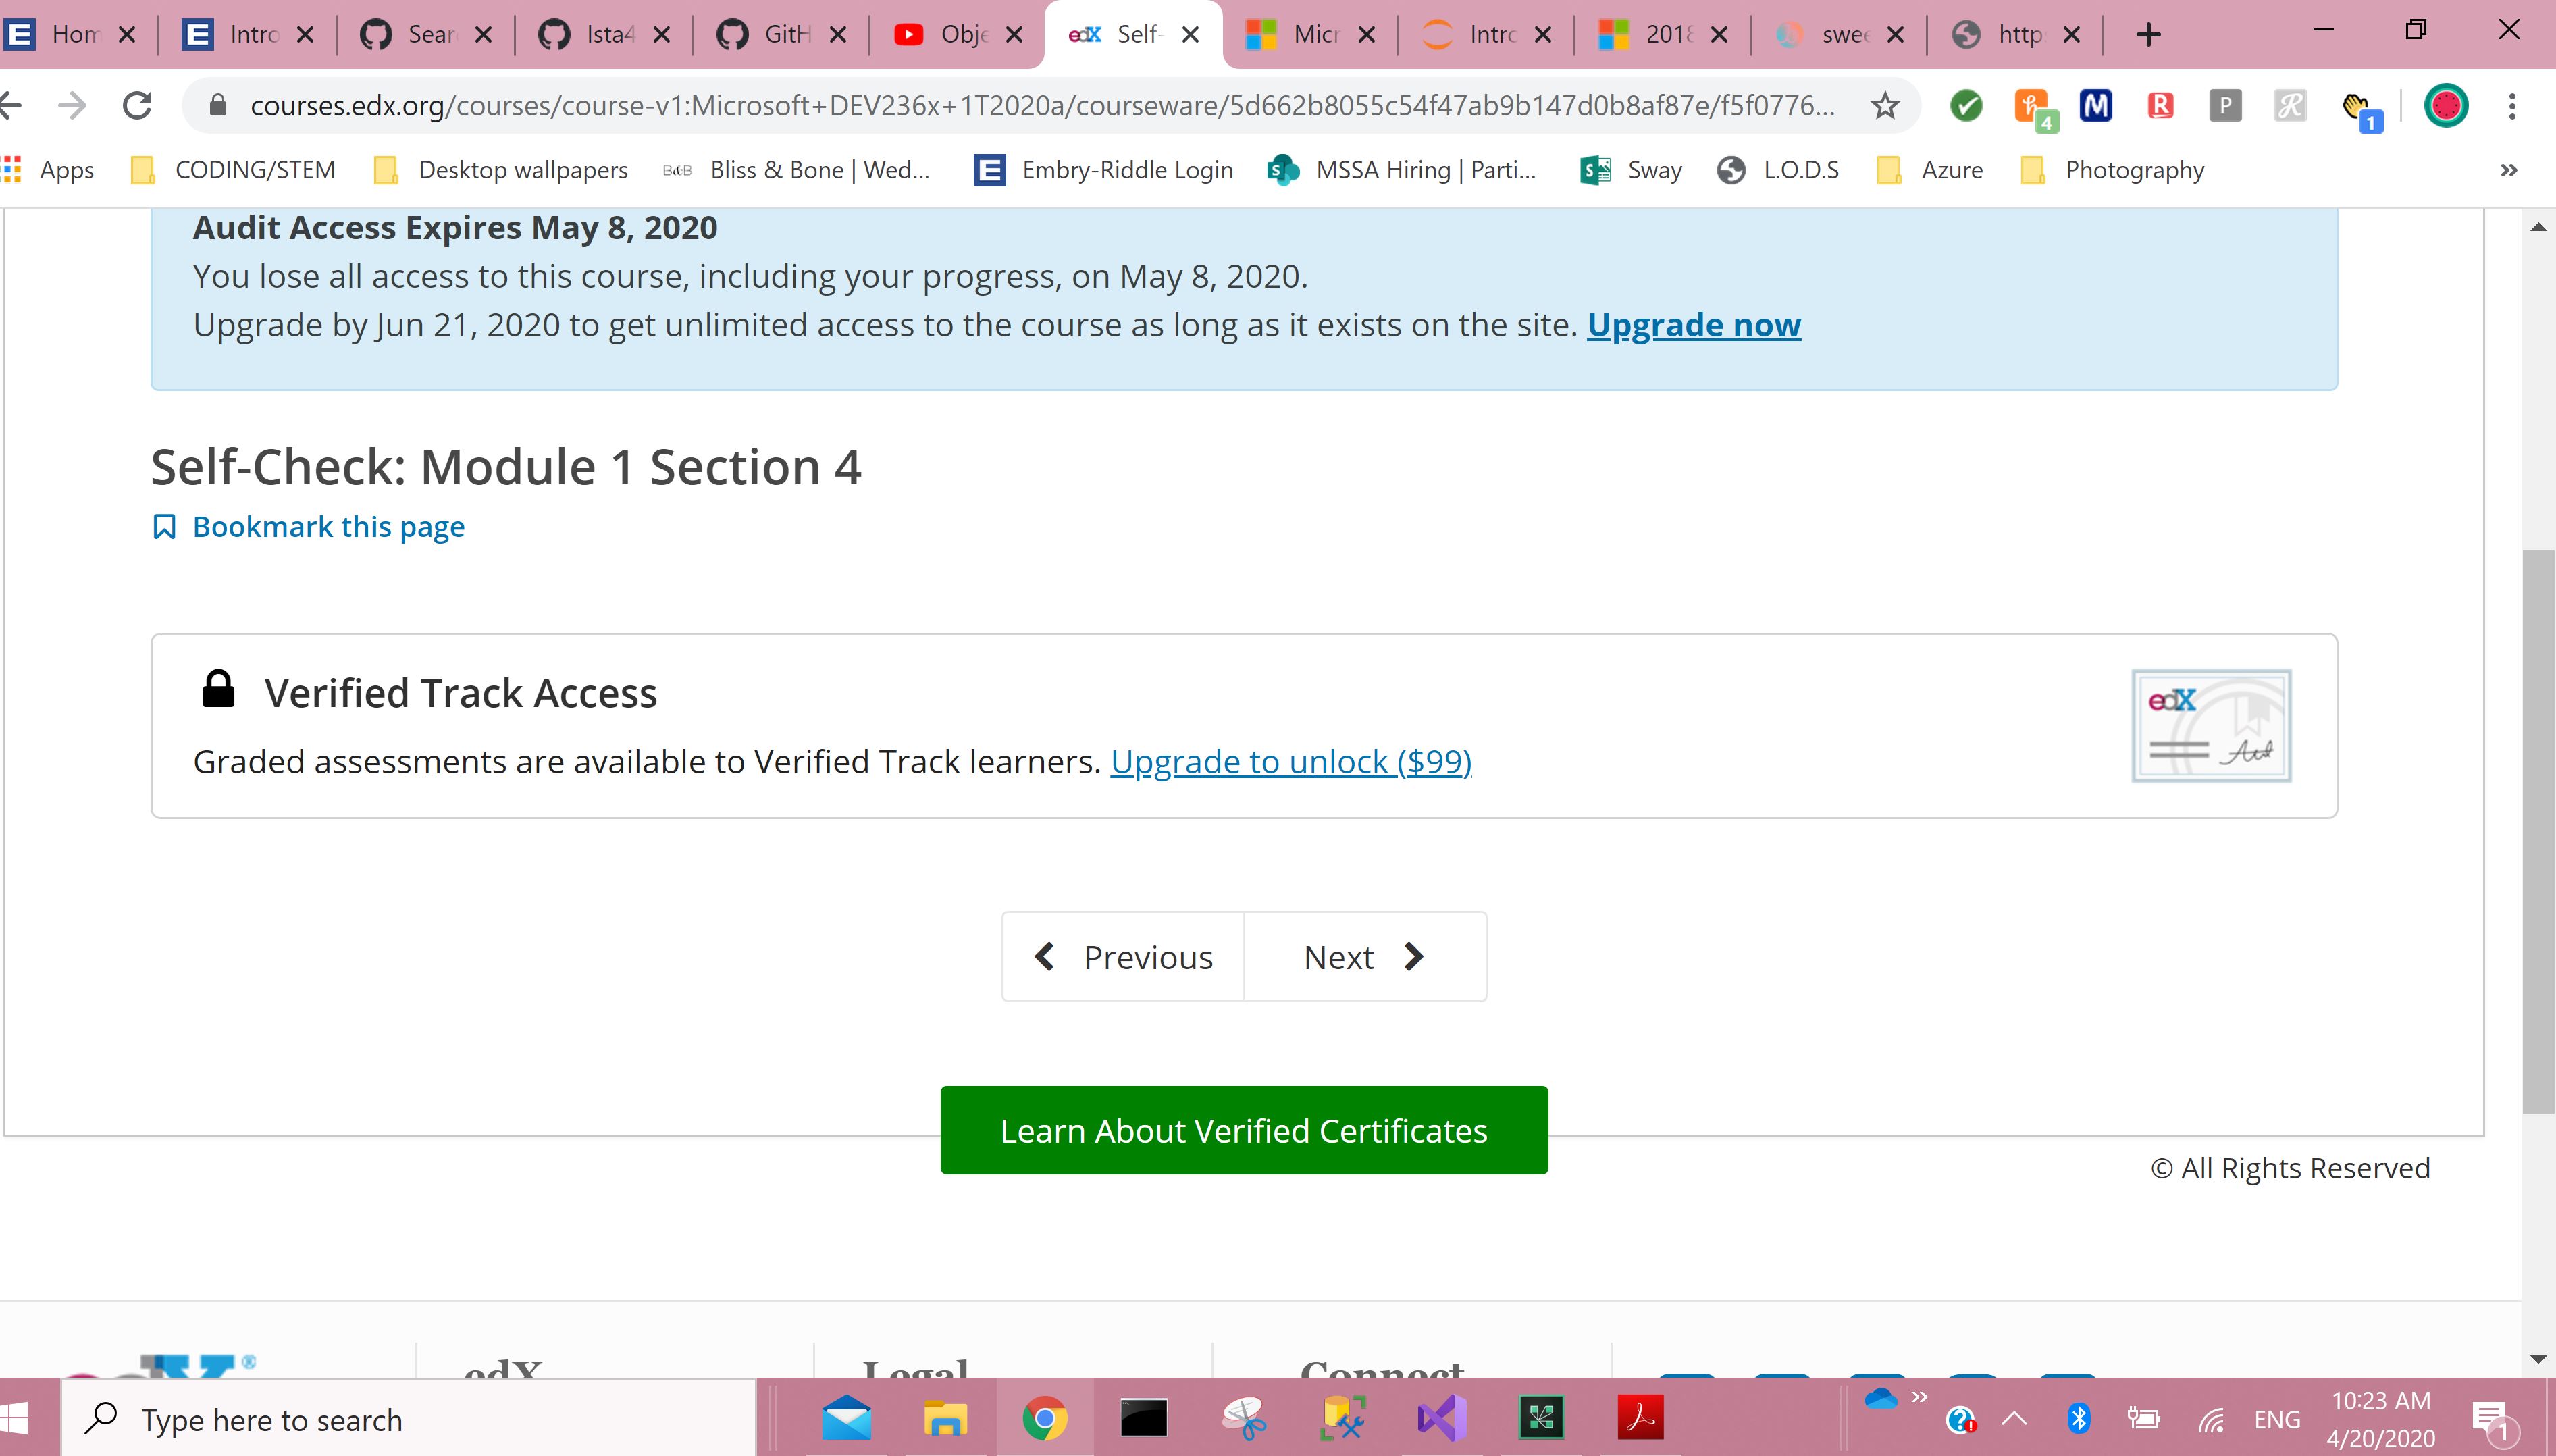 Hom
Intro
Sear
Ista4
GitH
Obje
edX Self-
Micr
Intro
2018
swee
http
courses.edx.org/courses/course-v1:Microsoft+DEV236x+1T2020a/courseware/5d662b8055c54f47ab9b147d0b8af87e/f5f0776...
4
M
R
P
R
1
Apps
CODING/STEM
Desktop wallpapers
B&B Bliss & Bone | Wed...
E Embry-Riddle Login
MSSA Hiring | Parti...
Sway
L.O.D.S
Azure
Photography
»
Audit Access Expires May 8, 2020
You lose all access to this course, including your progress, on May 8, 2020.
Upgrade by Jun 21, 2020 to get unlimited access to the course as long as it exists on the site. Upgrade now
Self-Check: Module 1 Section 4
Bookmark this page
Verified Track Access
edX
Graded assessments are available to Verified Track learners. Upgrade to unlock ($99)
Previous
Next
Learn About Verified Certificates
© All Rights Reserved
edX
Legal
Connect
Type here to search
ENG
10:23 AM
4/20/2020
1